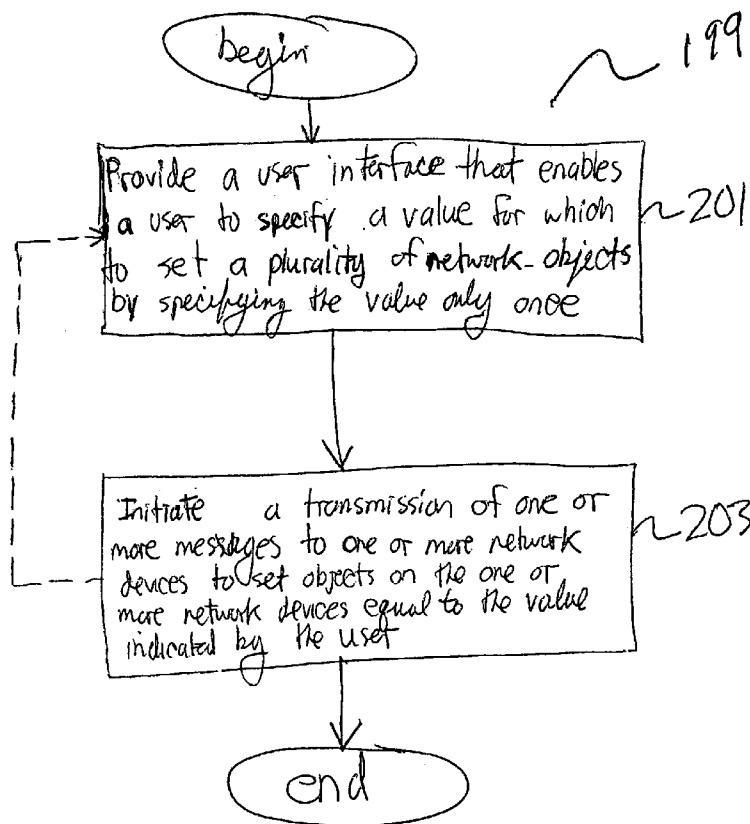 begin
199
Provide a user interface that enables
a user to specify a value for which
to set a plurality of network objects
by specifying the value only once
201
Initiate a transmission of one or
more messages to one or more network
devices to set objects on the one or
more network devices equal to the value
indicated by the user
203
end